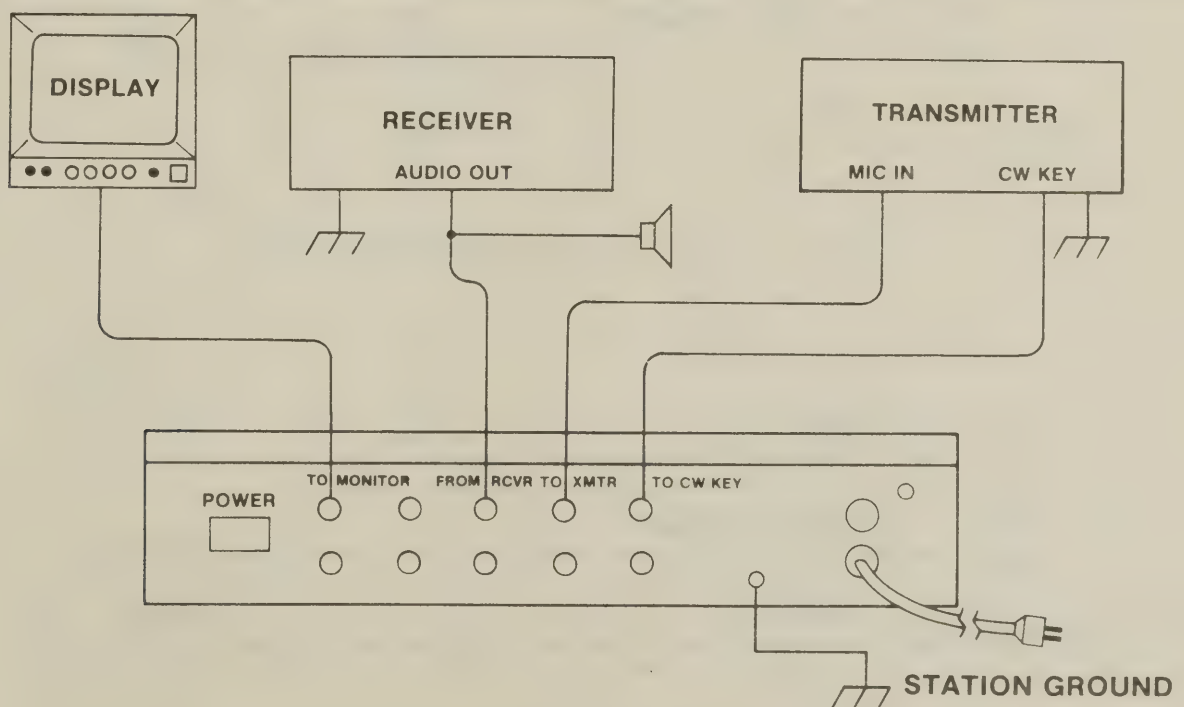 DISPLAY
RECEIVER
AUDIO OUT
TRANSMITTER
MIC IN CW KEY
TO MONITOR FROM RCVR TO XMTR TO CW KEY
POWER
STATION GROUND